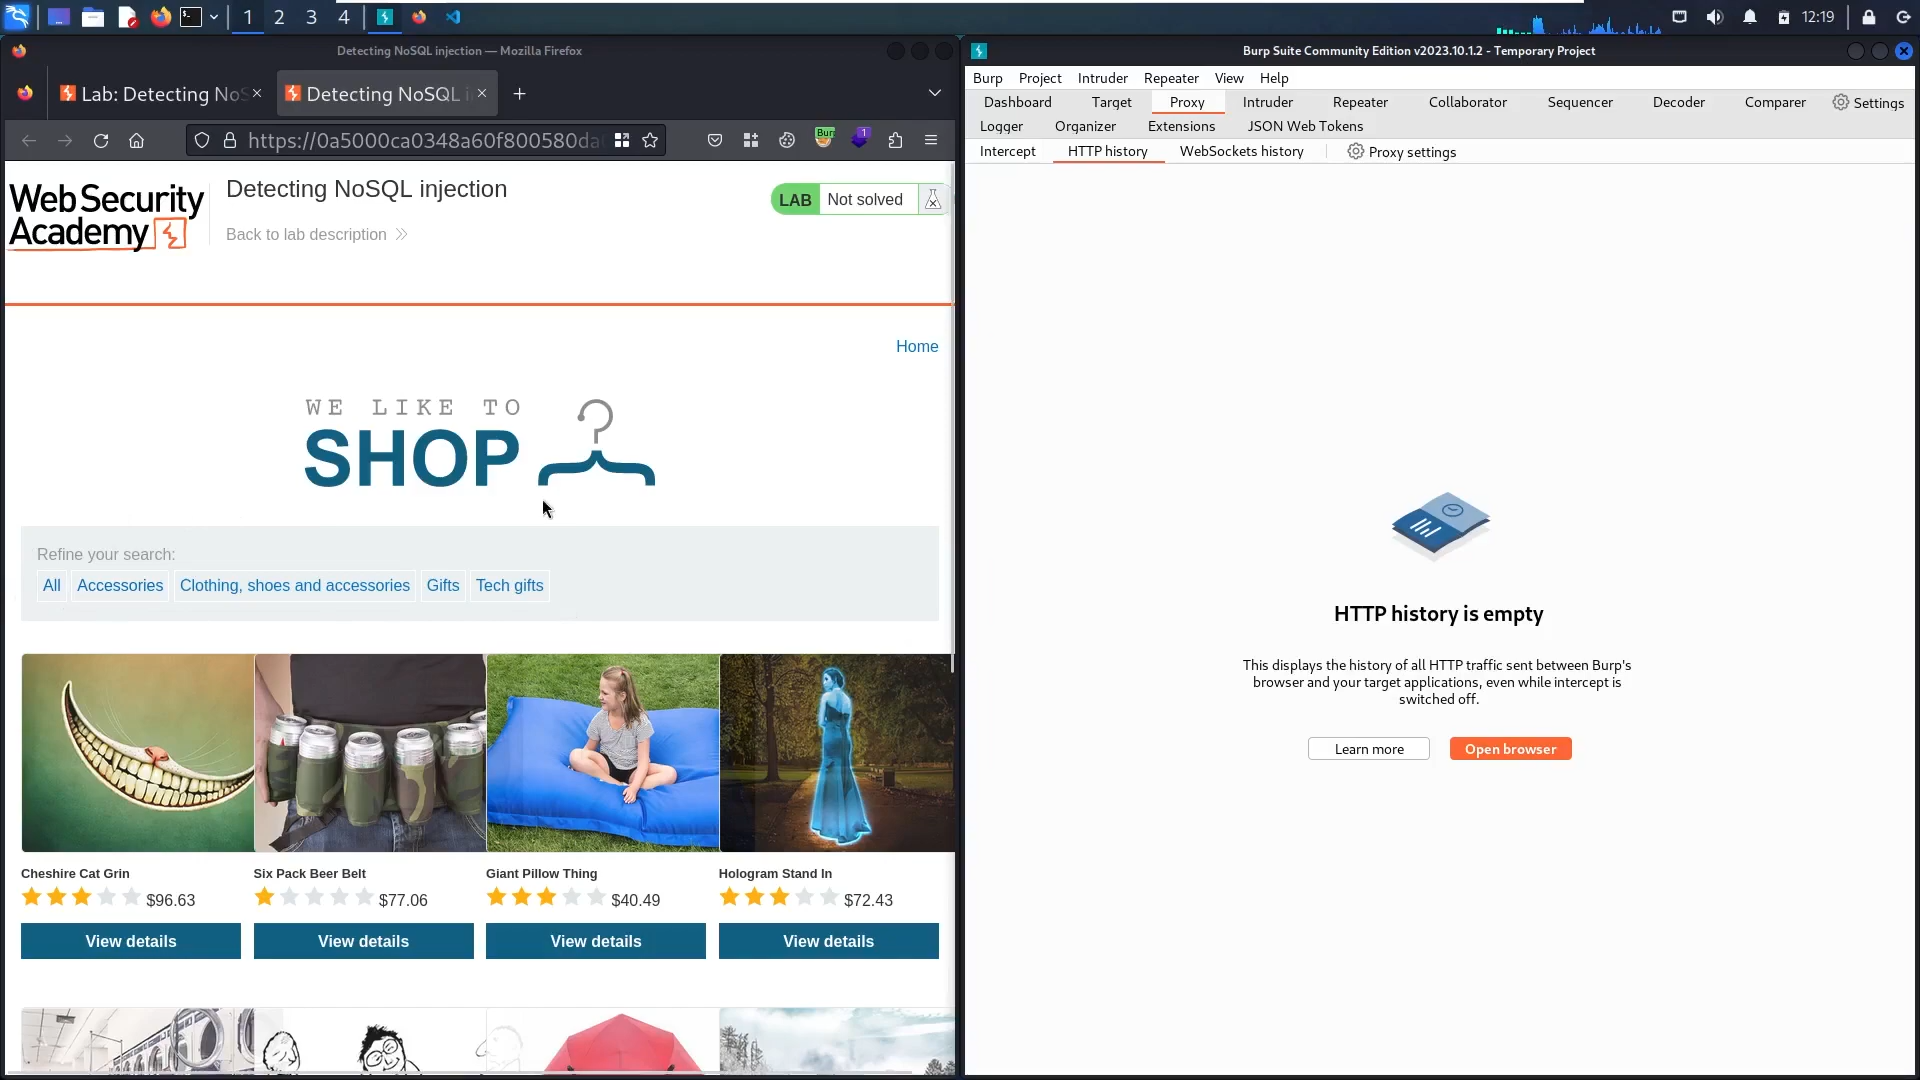 1 2 3 4
12:19
Detecting NoSQL injection — Mozilla Firefox
Lab: Detecting NoS
Detecting NoSQL i
https://0a5000ca0348a60f800580da
Burp
1
Web Security
Academy
Detecting NoSQL injection
Back to lab description
LAB Not solved
Home
WE LIKE TO
SHOP
Refine your search:
All Accessories Clothing, shoes and accessories Gifts Tech gifts
Cheshire Cat Grin
$96.63
View details
Six Pack Beer Belt
$77.06
View details
Giant Pillow Thing
$40.49
View details
Hologram Stand In
$72.43
View details
Burp Suite Community Edition v2023.10.1.2 - Temporary Project
Burp Project Intruder Repeater View Help
Dashboard Target Proxy Intruder Repeater Collaborator Sequencer Decoder Comparer Settings
Logger Organizer Extensions JSON Web Tokens
Intercept HTTP history WebSockets history Proxy settings
HTTP history is empty
This displays the history of all HTTP traffic sent between Burp's
browser and your target applications, even while intercept is
switched off.
Learn more Open browser